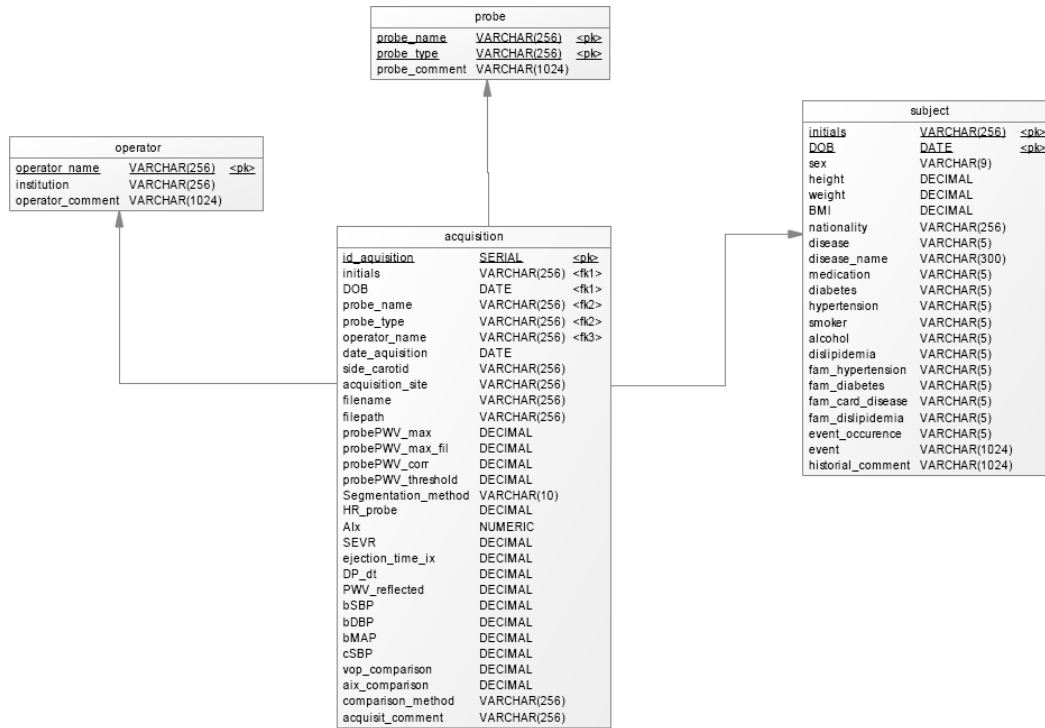 probe
probe_name VARCHAR(256) <pk>
probe_type VARCHAR(256) <pk>
probe_comment VARCHAR(1024)
operator
operator_name VARCHAR(256) <pk>
institution VARCHAR(256)
operator_comment VARCHAR(1024)
subject
initials VARCHAR(256) <pk>
DOB DATE <pk>
sex VARCHAR(9)
height DECIMAL
weight DECIMAL
BMI DECIMAL
nationality VARCHAR(256)
disease VARCHAR(5)
disease_name VARCHAR(300)
medication VARCHAR(5)
diabetes VARCHAR(5)
hypertension VARCHAR(5)
smoker VARCHAR(5)
alcohol VARCHAR(5)
dislipidemia VARCHAR(5)
fam_hypertension VARCHAR(5)
fam_diabetes VARCHAR(5)
fam_card_disease VARCHAR(5)
fam_dislipidemia VARCHAR(5)
event_occurence VARCHAR(5)
event VARCHAR(1024)
historial_comment VARCHAR(1024)
acquisition
id_aquisition SERIAL <pk>
initials VARCHAR(256) <fk1>
DOB DATE <fk1>
probe_name VARCHAR(256) <fk2>
probe_type VARCHAR(256) <fk2>
operator_name VARCHAR(256) <fk3>
date_aquisition DATE
side_carotid VARCHAR(256)
acquisition_site VARCHAR(256)
filename VARCHAR(256)
filepath VARCHAR(256)
probePWV_max DECIMAL
probePWV_max_fil DECIMAL
probePWV_corr DECIMAL
probePWV_threshold DECIMAL
Segmentation_method VARCHAR(10)
HR_probe DECIMAL
AIx NUMERIC
SEVR DECIMAL
ejection_time_ix DECIMAL
DP_dt DECIMAL
PWV_reflected DECIMAL
bSBP DECIMAL
bDBP DECIMAL
bMAP DECIMAL
cSBP DECIMAL
vop_comparison DECIMAL
aix_comparison DECIMAL
comparison_method VARCHAR(256)
acquisit_comment VARCHAR(256)